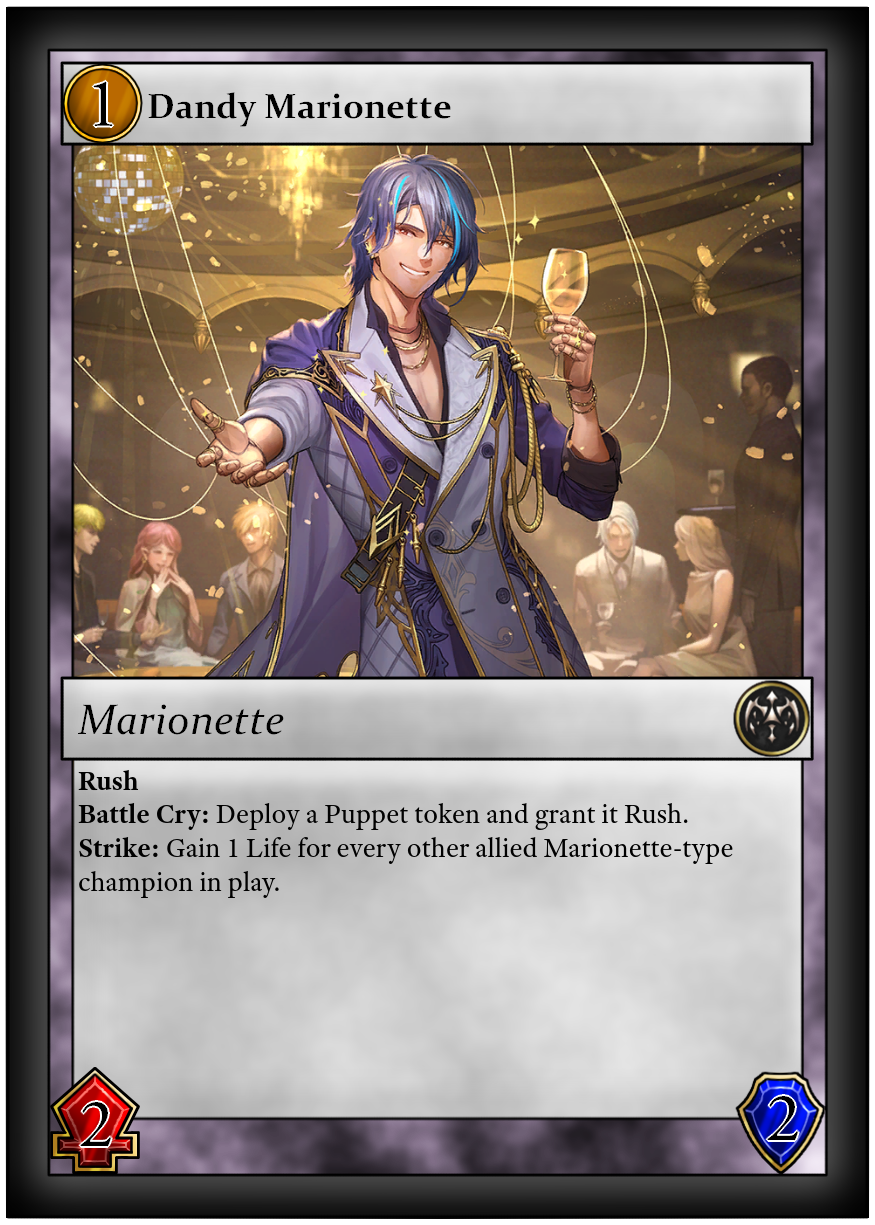 1
Dandy Marionette
Marionette
Rush
Battle Cry: Deploy a Puppet token and grant it Rush.
Strike: Gain 1 Life for every other allied Marionette-type
champion in play.
2
2